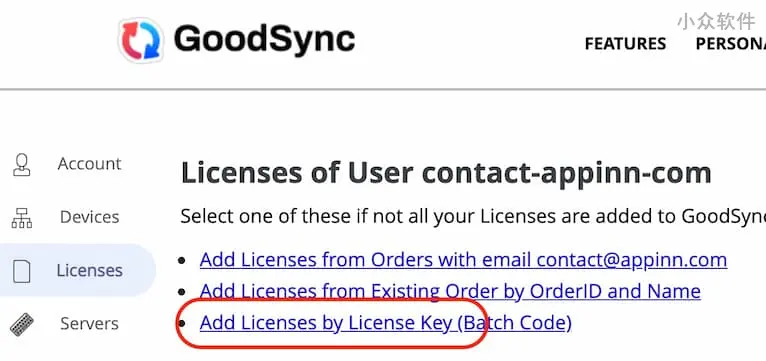 小众软件
GoodSync
FEATURES PERSONA
Account
Devices
Licenses
Servers
Licenses of User contact-appinn-com
Select one of these if not all your Licenses are added to GoodSync
Add Licenses from Orders with email contact@appinn.com
Add Licenses from Existing Order by OrderID and Name
Add Licenses by License Key (Batch Code)